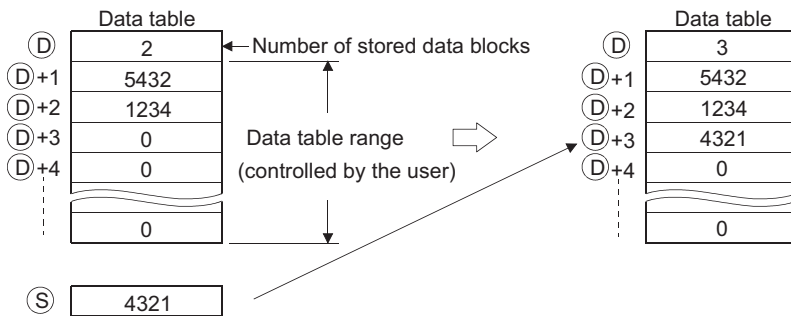 Data table
Ⓓ 2 Number of stored data blocks
Ⓓ+1 5432
Ⓓ+2 1234
Ⓓ+3 0 Data table range
Ⓓ+4 0 (controlled by the user)
0
Ⓢ 4321
Data table
Ⓓ 3
Ⓓ+1 5432
Ⓓ+2 1234
Ⓓ+3 4321
Ⓓ+4 0
0